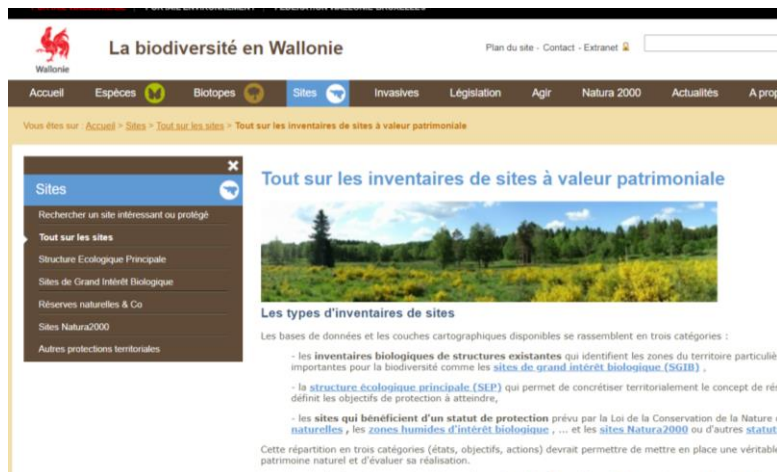 PORTAIL ENVIRONNEMENT FEDERATION WALLONIE-BRUXELLES
Wallonie
La biodiversité en Wallonie
Plan du site - Contact - Extranet
Accueil Espèces Biotopes Sites Invasives Législation Agir Natura 2000 Actualités A prop
Vous êtes sur : Accueil > Sites > Tout sur les sites > Tout sur les inventaires de sites à valeur patrimoniale
Sites
Rechercher un site intéressant ou protégé
Tout sur les sites
Structure Ecologique Principale
Sites de Grand Intérêt Biologique
Réserves naturelles & Co
Sites Natura2000
Autres protections territoriales
Tout sur les inventaires de sites à valeur patrimoniale
Les types d'inventaires de sites
Les bases de données et les couches cartographiques disponibles se rassemblent en trois catégories :
- les inventaires biologiques de structures existantes qui identifient les zones du territoire particuliè
importantes pour la biodiversité comme les sites de grand intérêt biologique (SGIB) ,
- la structure écologique principale (SEP) qui permet de concrétiser territorialement le concept de rés
définit les objectifs de protection à atteindre,
- les sites qui bénéficient d'un statut de protection prévu par la Loi de la Conservation de la Nature
naturelles , les zones humides d'intérêt biologique , ... et les sites Natura2000 ou d'autres statut
Cette répartition en trois catégories (états, objectifs, actions) devrait permettre de mettre en place une véritable
patrimoine naturel et d'évaluer sa réalisation.